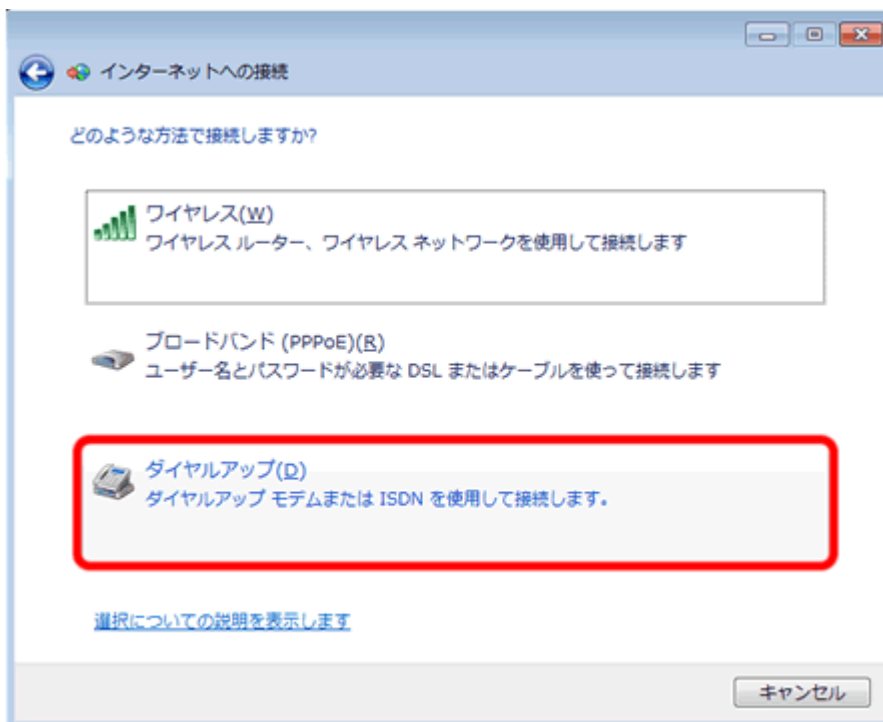 インターネットへの接続
どのような方法で接続しますか?
ワイヤレス(W)
ワイヤレス ルーター、ワイヤレス ネットワークを使用して接続します
ブロードバンド (PPPoE)(R)
ユーザー名とパスワードが必要な DSL またはケーブルを使って接続します
ダイヤルアップ(D)
ダイヤルアップ モデムまたは ISDN を使用して接続します。
選択についての説明を表示します
キャンセル